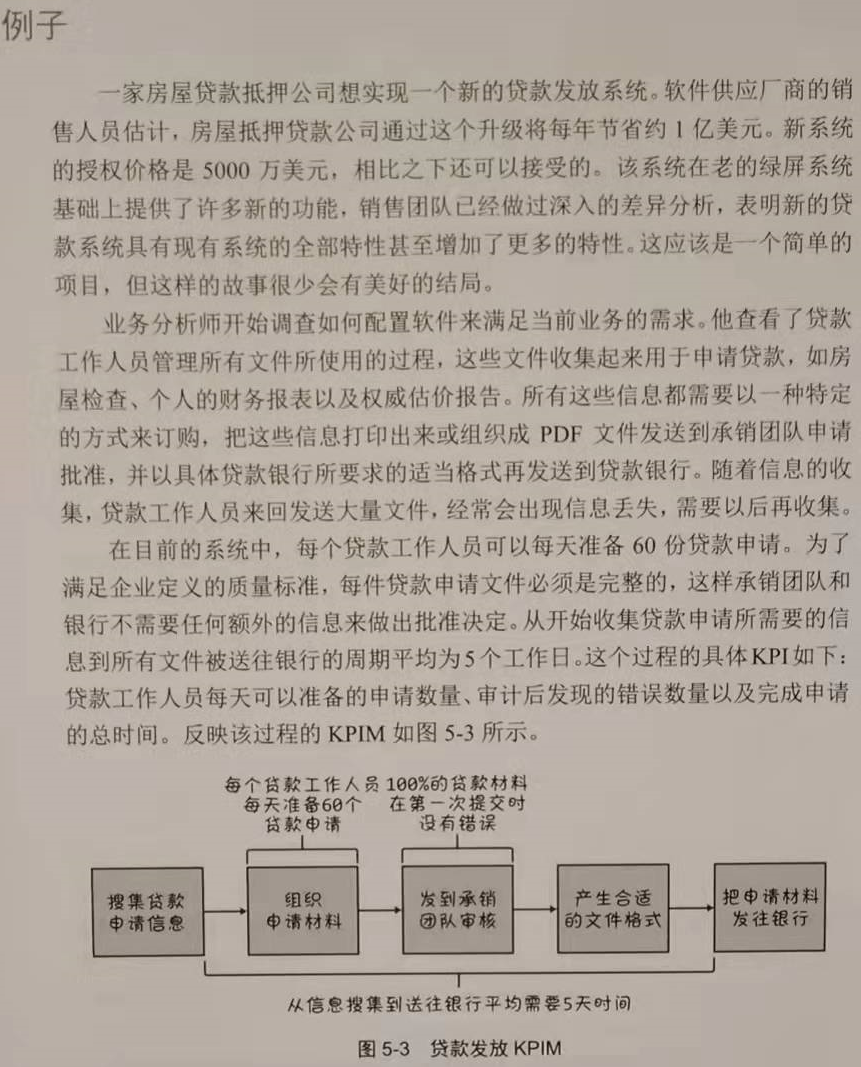 例子
一家房屋贷款抵押公司想实现一个新的贷款发放系统。软件供应厂商的销
售人员估计，房屋抵押贷款公司通过这个升级将每年节省约 1 亿美元。新系统
的授权价格是 5000 万美元，相比之下还可以接受的。该系统在老的绿屏系统
基础上提供了许多新的功能，销售团队已经做过深入的差异分析，表明新的贷
款系统具有现有系统的全部特性甚至增加了更多的特性。这应该是一个简单的
项目，但这样的故事很少会有美好的结局。
业务分析师开始调查如何配置软件来满足当前业务的需求。他查看了贷款
工作人员管理所有文件所使用的过程，这些文件收集起来用于申请贷款，如房
屋检查、个人的财务报表以及权威估价报告。所有这些信息都需要以一种特定
的方式来订购，把这些信息打印出来或组织成 PDF 文件发送到承销团队申请
批准，并以具体贷款银行所要求的适当格式再发送到贷款银行。随着信息的收
集，贷款工作人员来回发送大量文件，经常会出现信息丢失，需要以后再收集。
在目前的系统中，每个贷款工作人员可以每天准备 60 份贷款申请。为了
满足企业定义的质量标准，每件贷款申请文件必须是完整的，这样承销团队和
银行不需要任何额外的信息来做出批准决定。从开始收集贷款申请所需要的信
息到所有文件被送往银行的周期平均为 5 个工作日。这个过程的具体 KPI 如下：
贷款工作人员每天可以准备的申请数量、审计后发现的错误数量以及完成申请
的总时间。反映该过程的 KPIM 如图 5-3 所示。
每个贷款工作人员
每天准备60个
贷款申请
100%的贷款材料
在第一次提交时
没有错误
搜集贷款
申请信息
组织
申请材料
发到承销
团队审核
产生合适
的文件格式
把申请材料
发往银行
从信息搜集到送往银行平均需要5天时间
图 5-3 贷款发放 KPIM